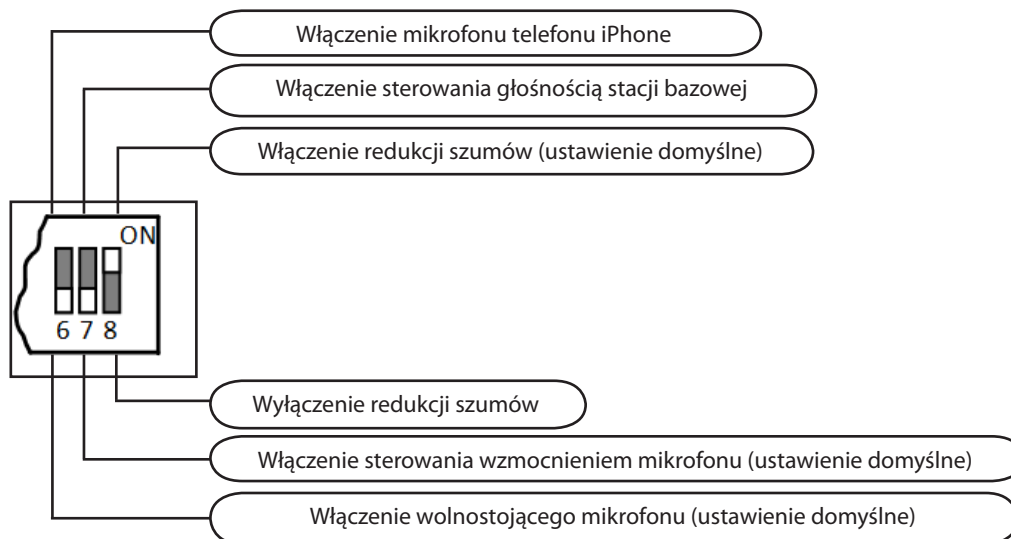 Włączenie mikrofonu telefonu iPhone
Włączenie sterowania głośnością stacji bazowej
Włączenie redukcji szumów (ustawienie domyślne)
ON
6 7 8
Wyłączenie redukcji szumów
Włączenie sterowania wzmocnieniem mikrofonu (ustawienie domyślne)
Włączenie wolnostojącego mikrofonu (ustawienie domyślne)